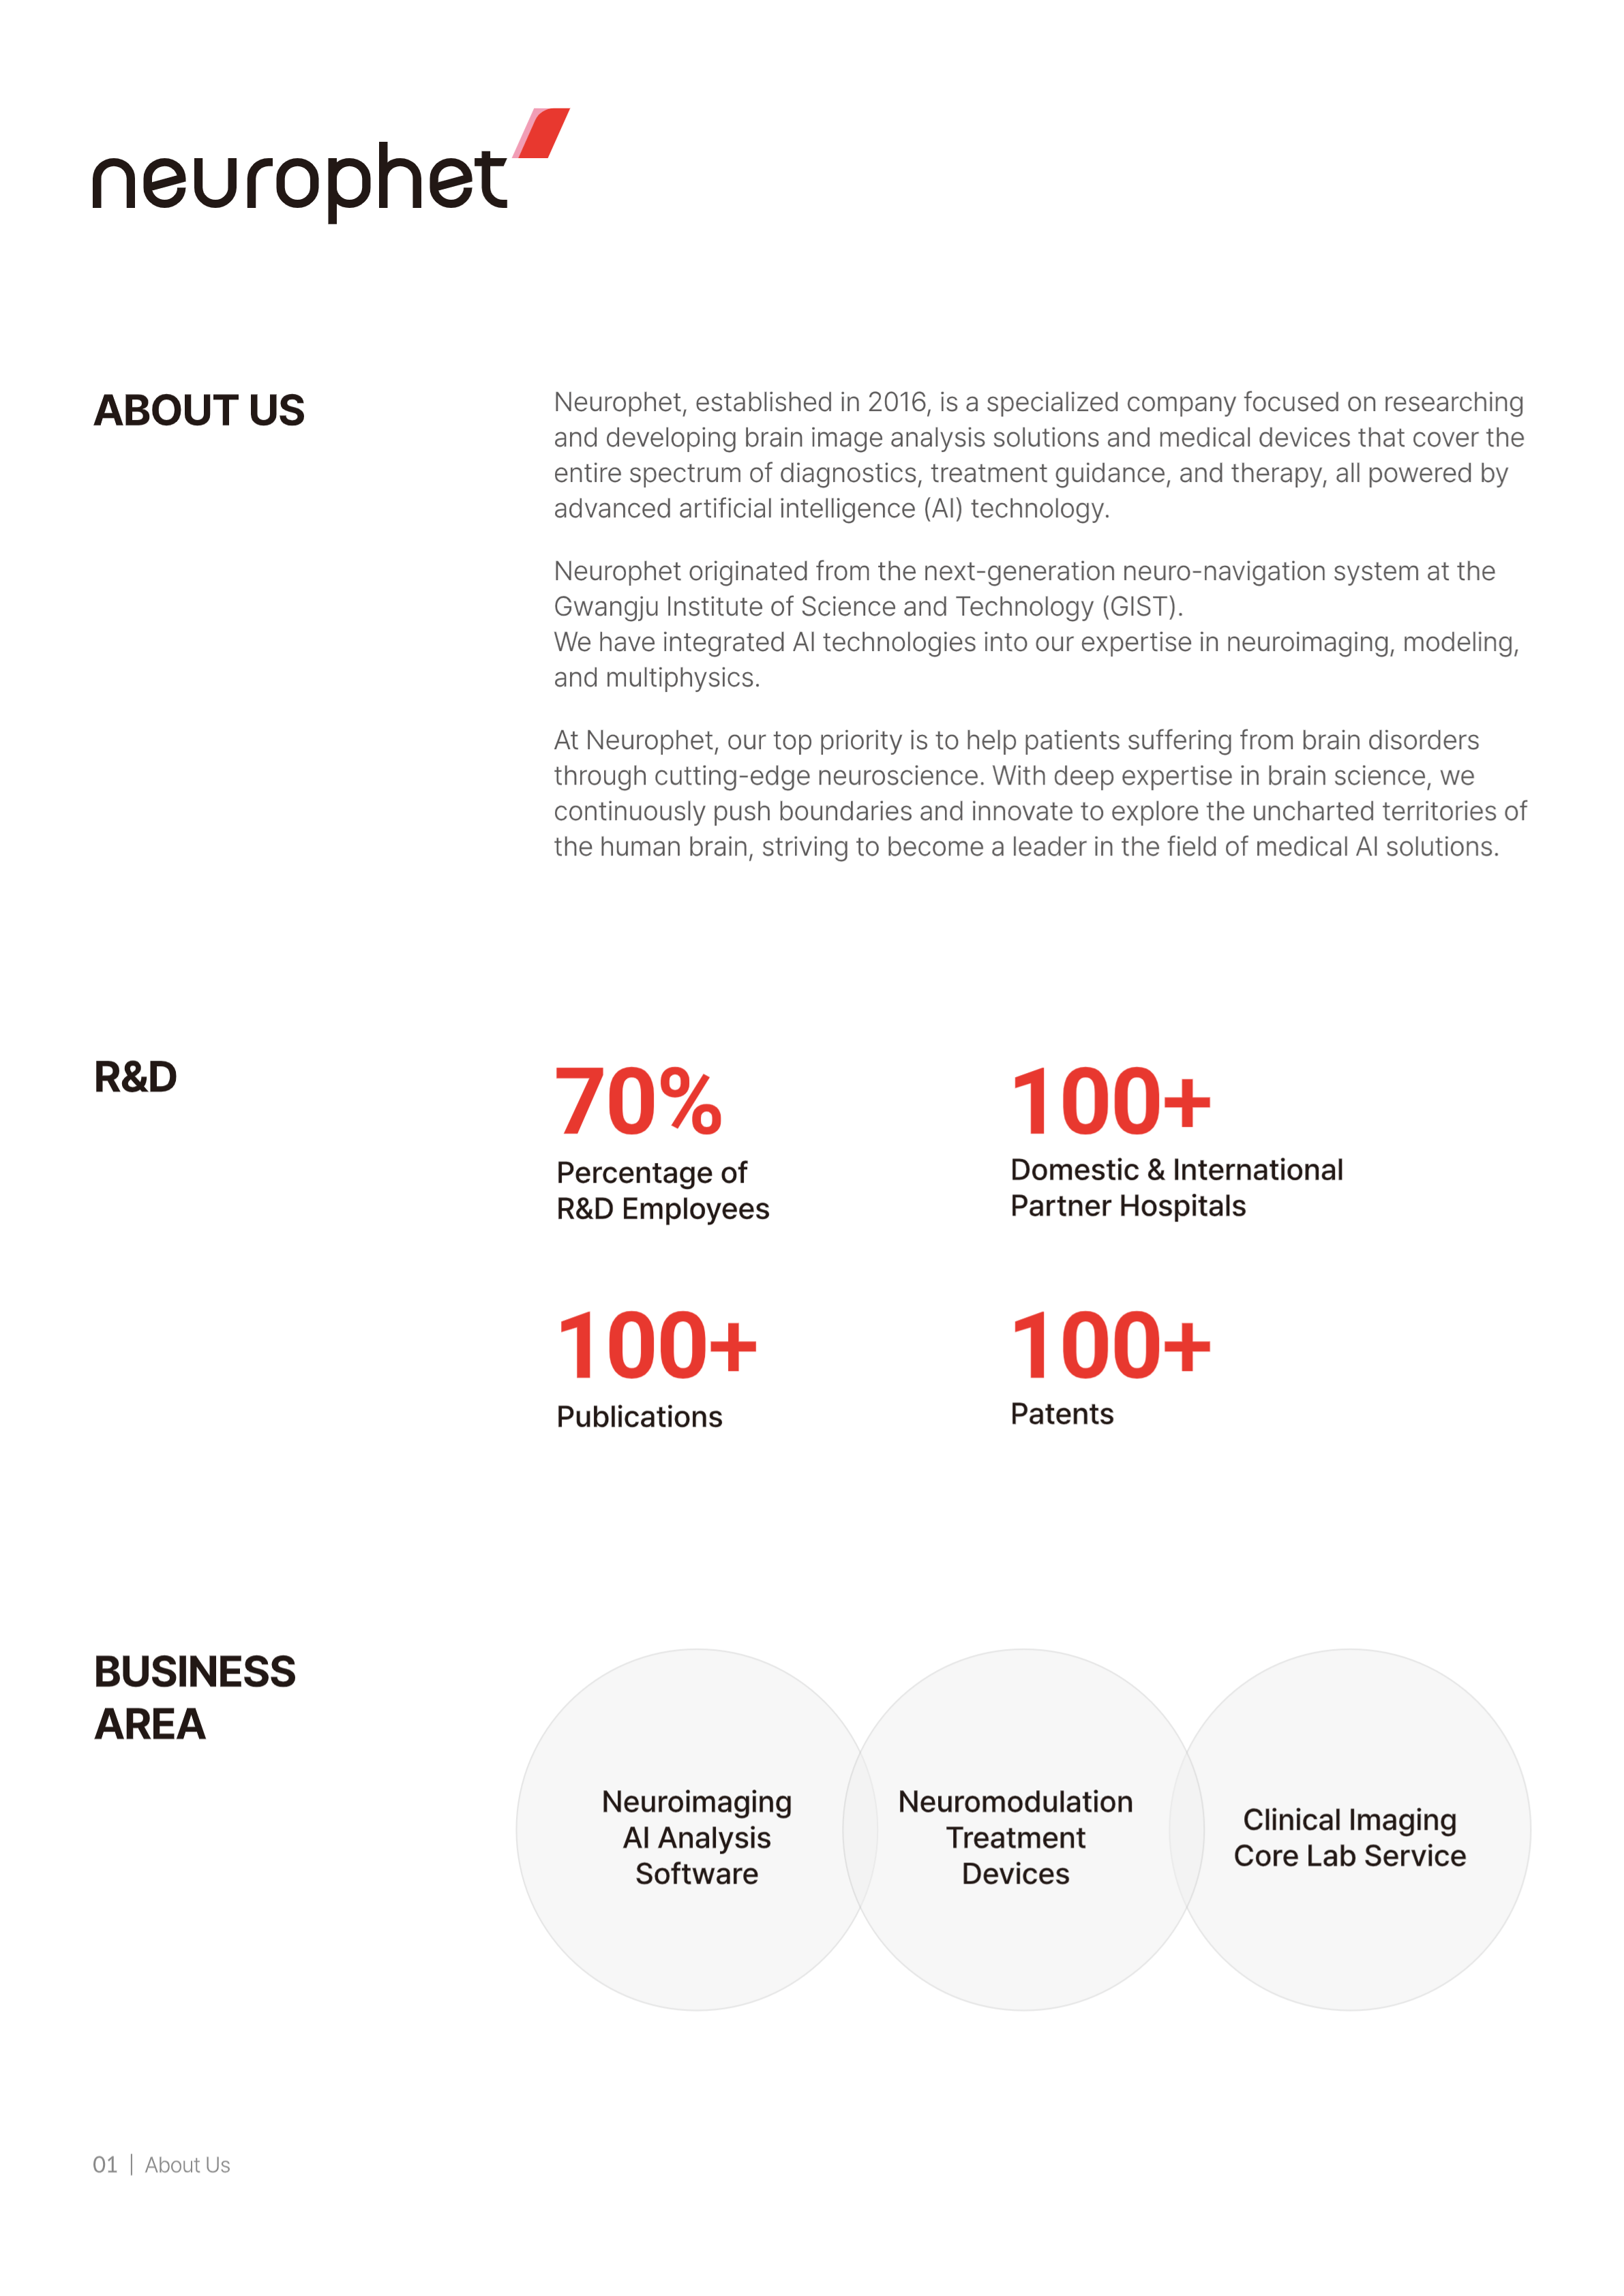 neurophet
ABOUT US
Neurophet, established in 2016, is a specialized company focused on researching
and developing brain image analysis solutions and medical devices that cover the
entire spectrum of diagnostics, treatment guidance, and therapy, all powered by
advanced artificial intelligence (AI) technology.
Neurophet originated from the next-generation neuro-navigation system at the
Gwangju Institute of Science and Technology (GIST).
We have integrated AI technologies into our expertise in neuroimaging, modeling,
and multiphysics.
At Neurophet, our top priority is to help patients suffering from brain disorders
through cutting-edge neuroscience. With deep expertise in brain science, we
continuously push boundaries and innovate to explore the uncharted territories of
the human brain, striving to become a leader in the field of medical AI solutions.
R&D
70%
Percentage of
R&D Employees
100+
Domestic & International
Partner Hospitals
100+
Publications
100+
Patents
BUSINESS
AREA
Neuroimaging
AI Analysis
Software
Neuromodulation
Treatment
Devices
Clinical Imaging
Core Lab Service
01 | About Us